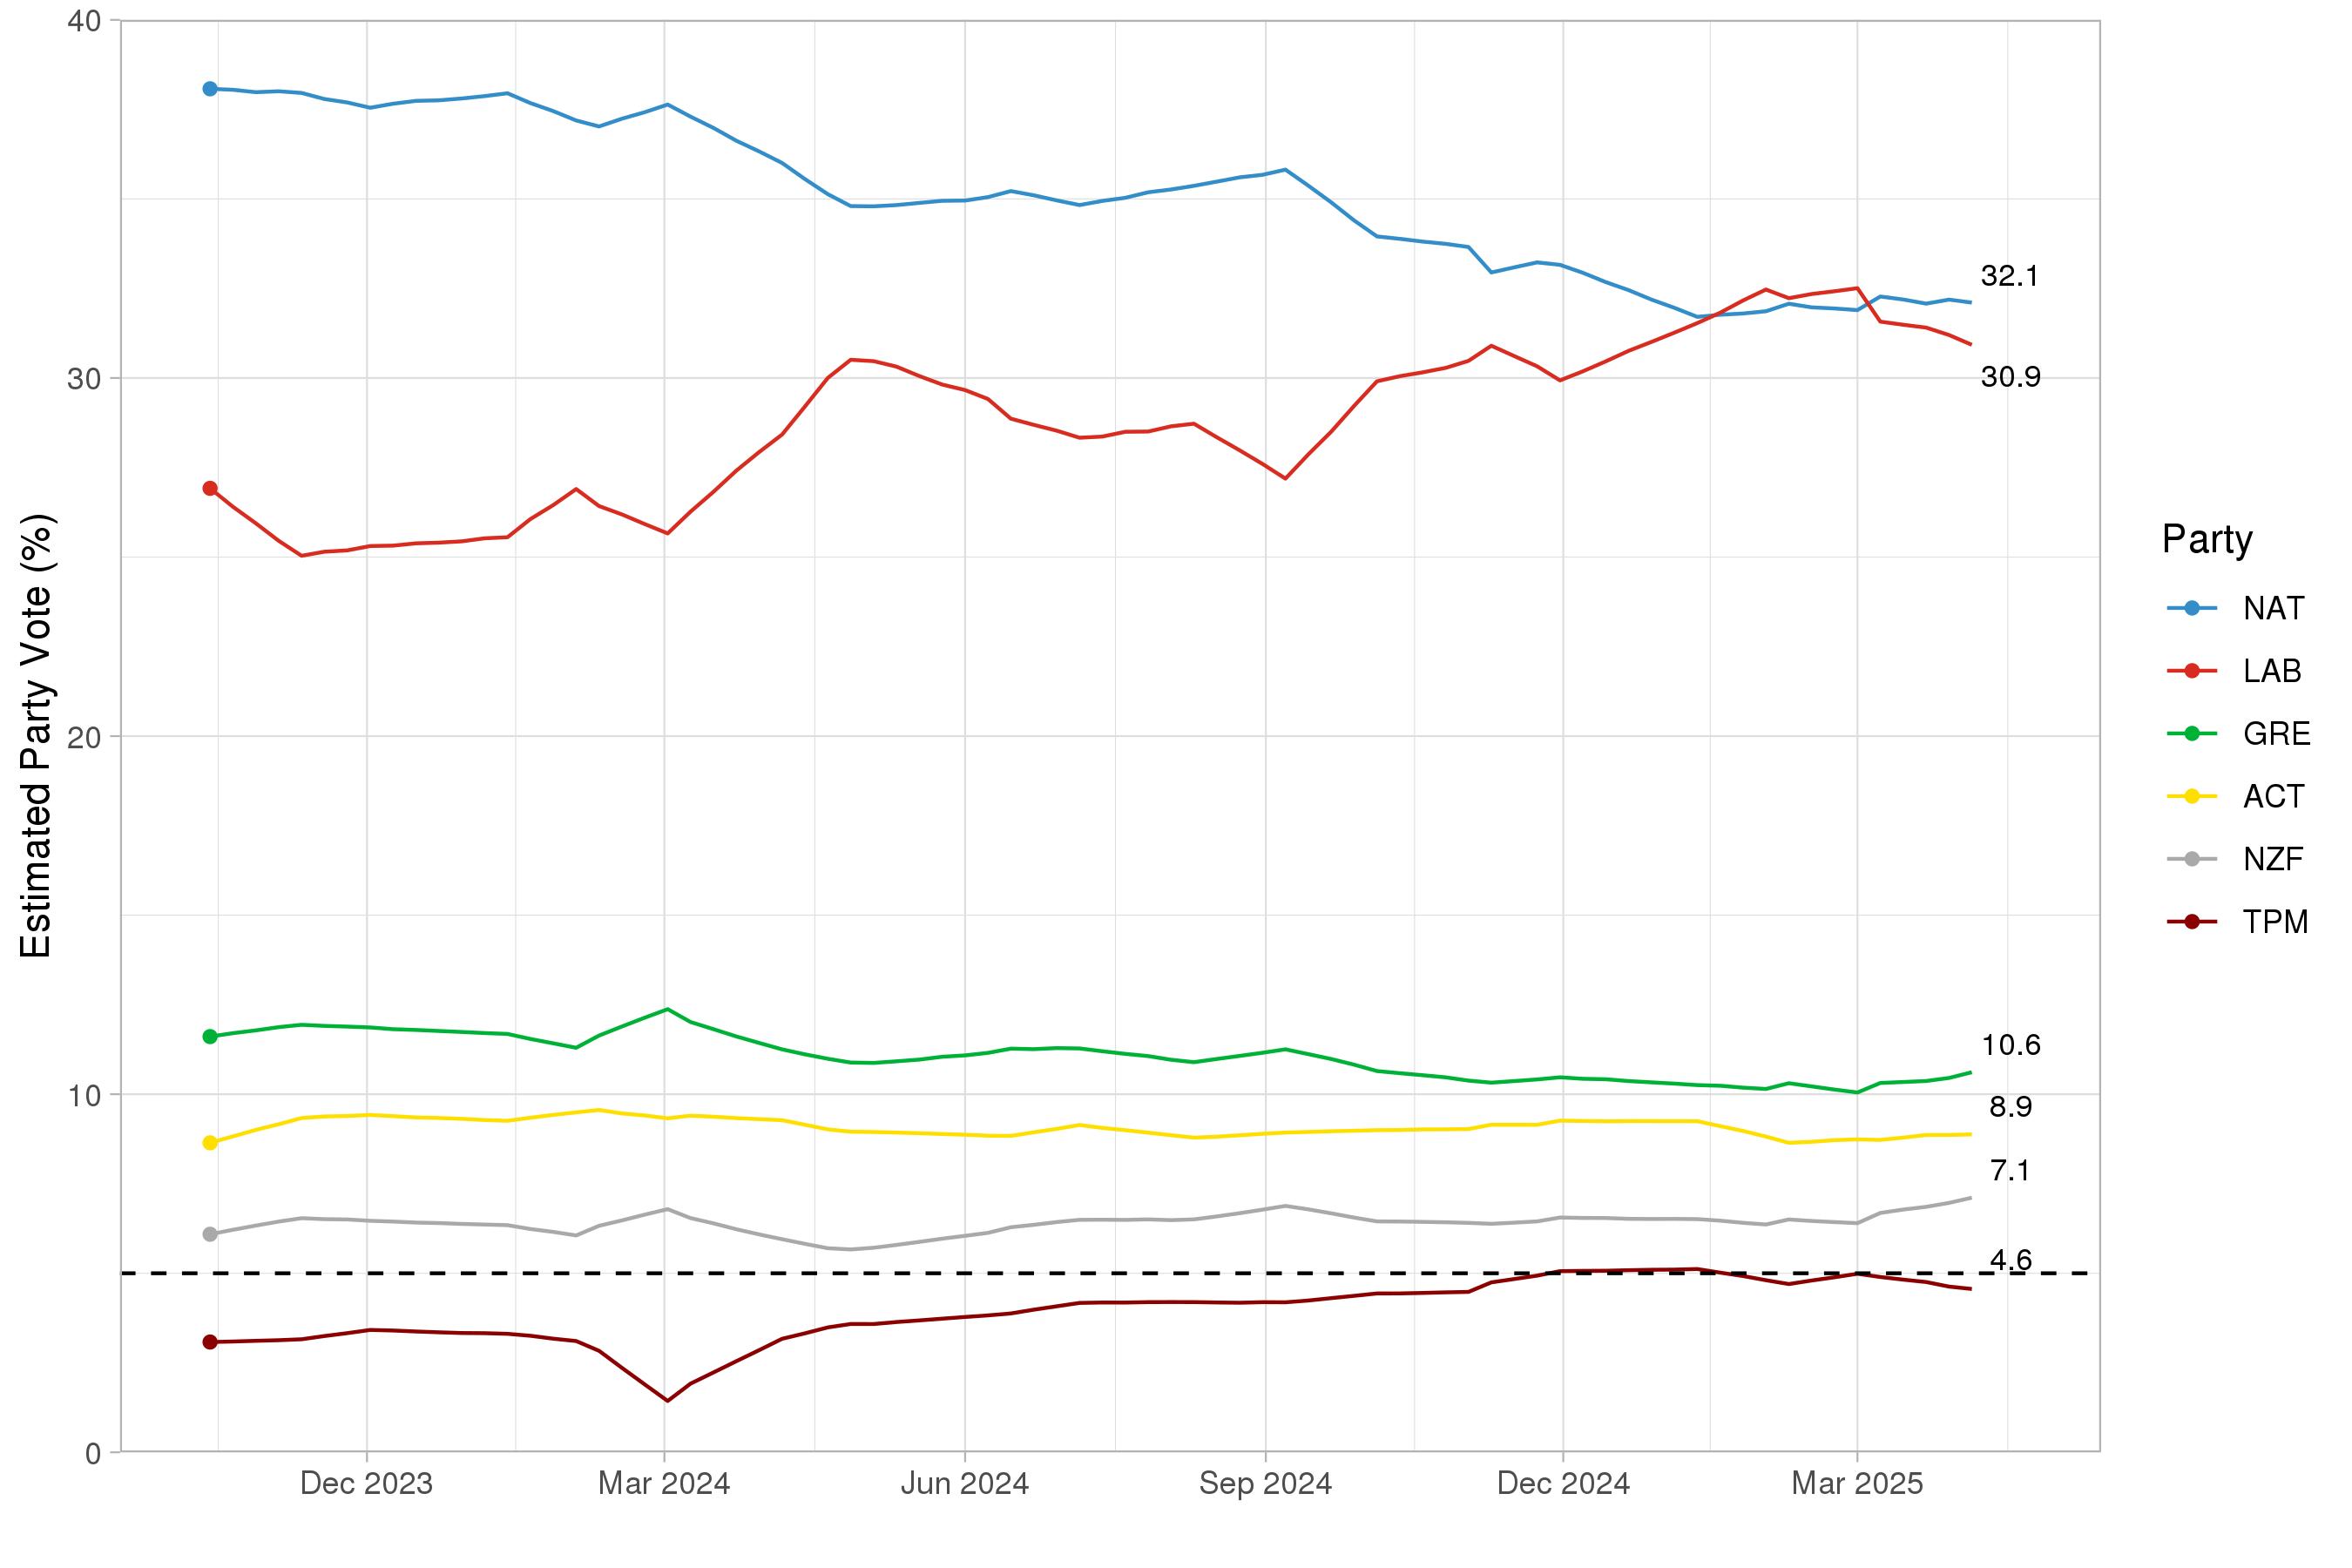 40
30
20
10
0
Estimated Party Vote (%)
32.1
30.9
10.6
8.9
7.1
4.6
Dec 2023
Mar 2024
Jun 2024
Sep 2024
Dec 2024
Mar 2025
Party
NAT
LAB
GRE
ACT
NZF
TPM